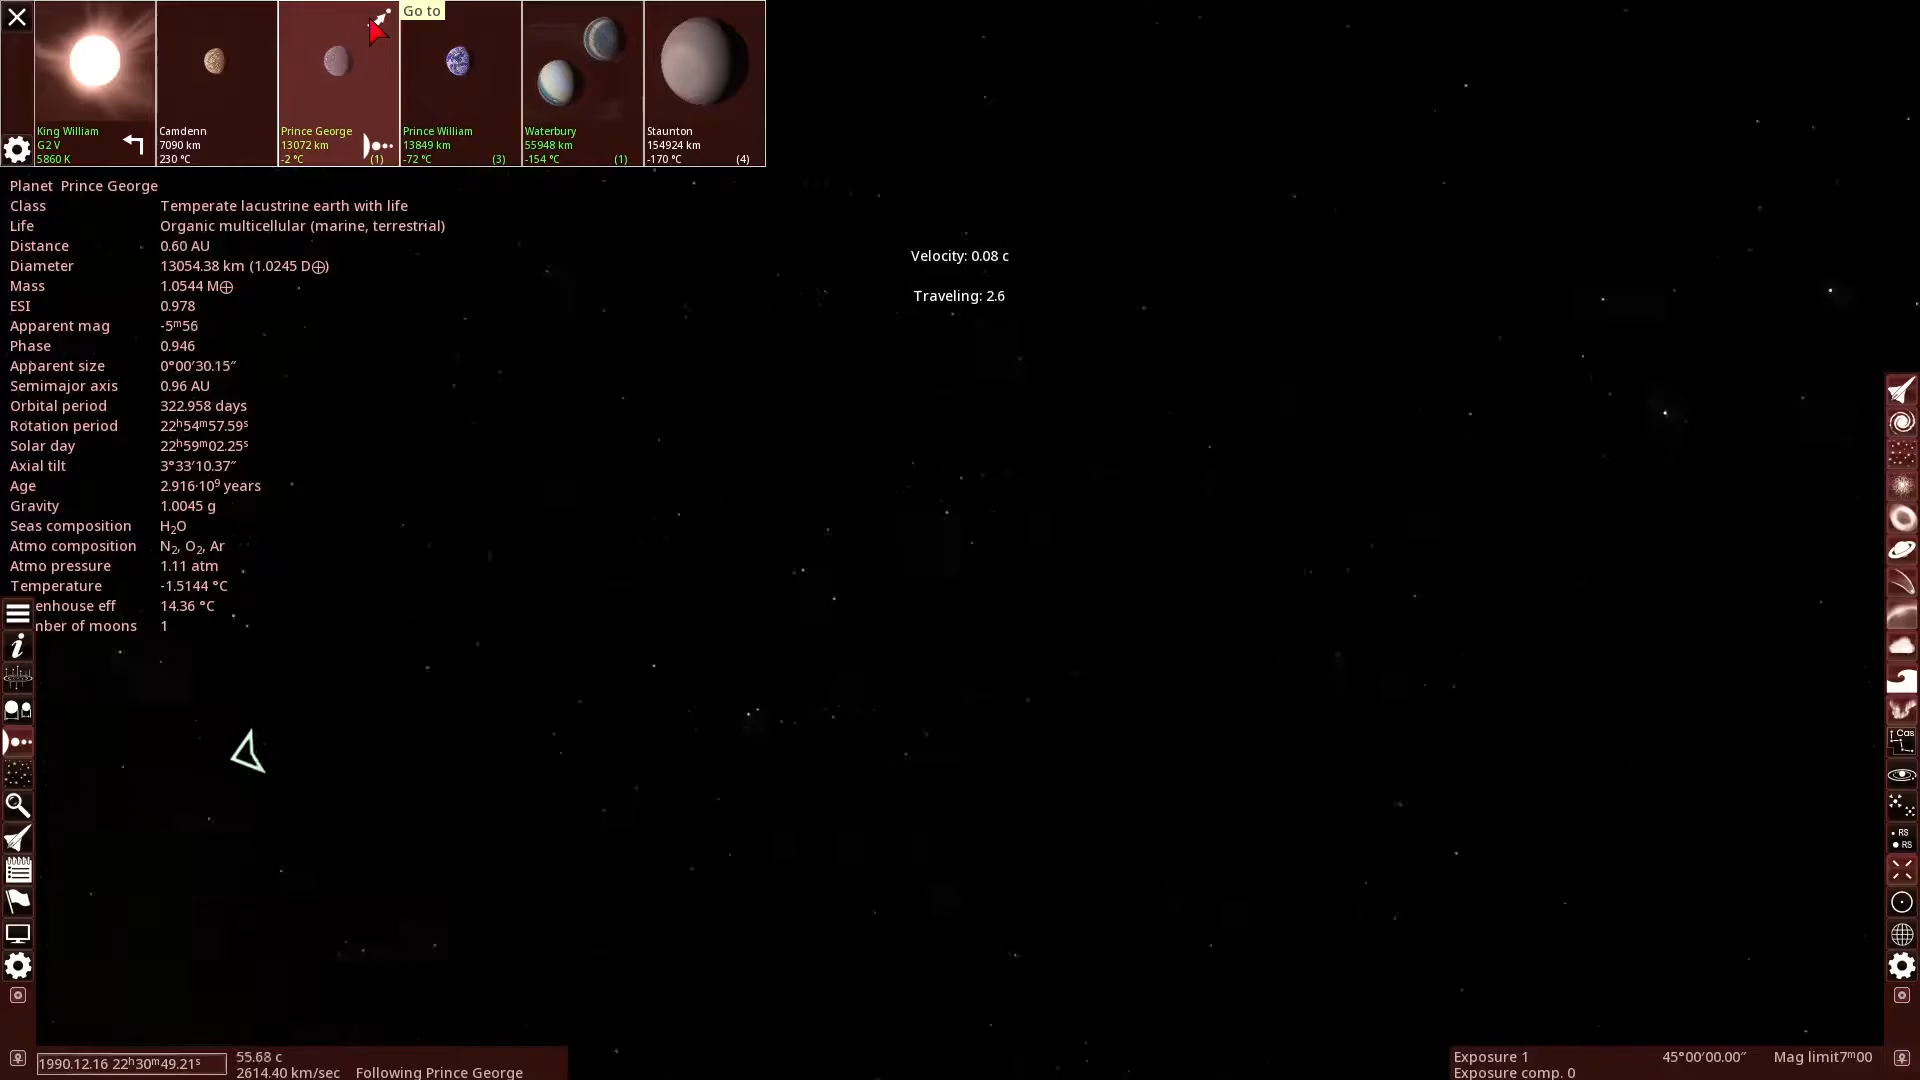 Go to
King William
G2 V
5860 K
Camdenn
7090 km
230 °C
Prince George
13072 km
-2 °C
(1)
Prince William
13849 km
-72 °C
(3)
Waterbury
55948 km
-154 °C
(1)
Staunton
154924 km
-170 °C
(4)
Planet Prince George
Class Temperate lacustrine earth with life
Life Organic multicellular (marine, terrestrial)
Distance 0.60 AU
Diameter 13054.38 km (1.0245 D⊕)
Mass 1.0544 M⊕
ESI 0.978
Apparent mag -5ᵐ56
Phase 0.946
Apparent size 0°00′30.15″
Semimajor axis 0.96 AU
Orbital period 322.958 days
Rotation period 22ʰ54ᵐ57.59ˢ
Solar day 22ʰ59ᵐ02.25ˢ
Axial tilt 3°33′10.37″
Age 2.916·10⁹ years
Gravity 1.0045 g
Seas composition H₂O
Atmo composition N₂, O₂, Ar
Atmo pressure 1.11 atm
Temperature -1.5144 °C
enhouse eff 14.36 °C
nber of moons 1
Velocity: 0.08 c
Traveling: 2.6
Cas
RS
RS
1990.12.16 22ʰ30ᵐ49.21ˢ
55.68 c
2614.40 km/sec Following Prince George
Exposure 1 45°00′00.00″ Mag limit7ᵐ00
Exposure comp. 0